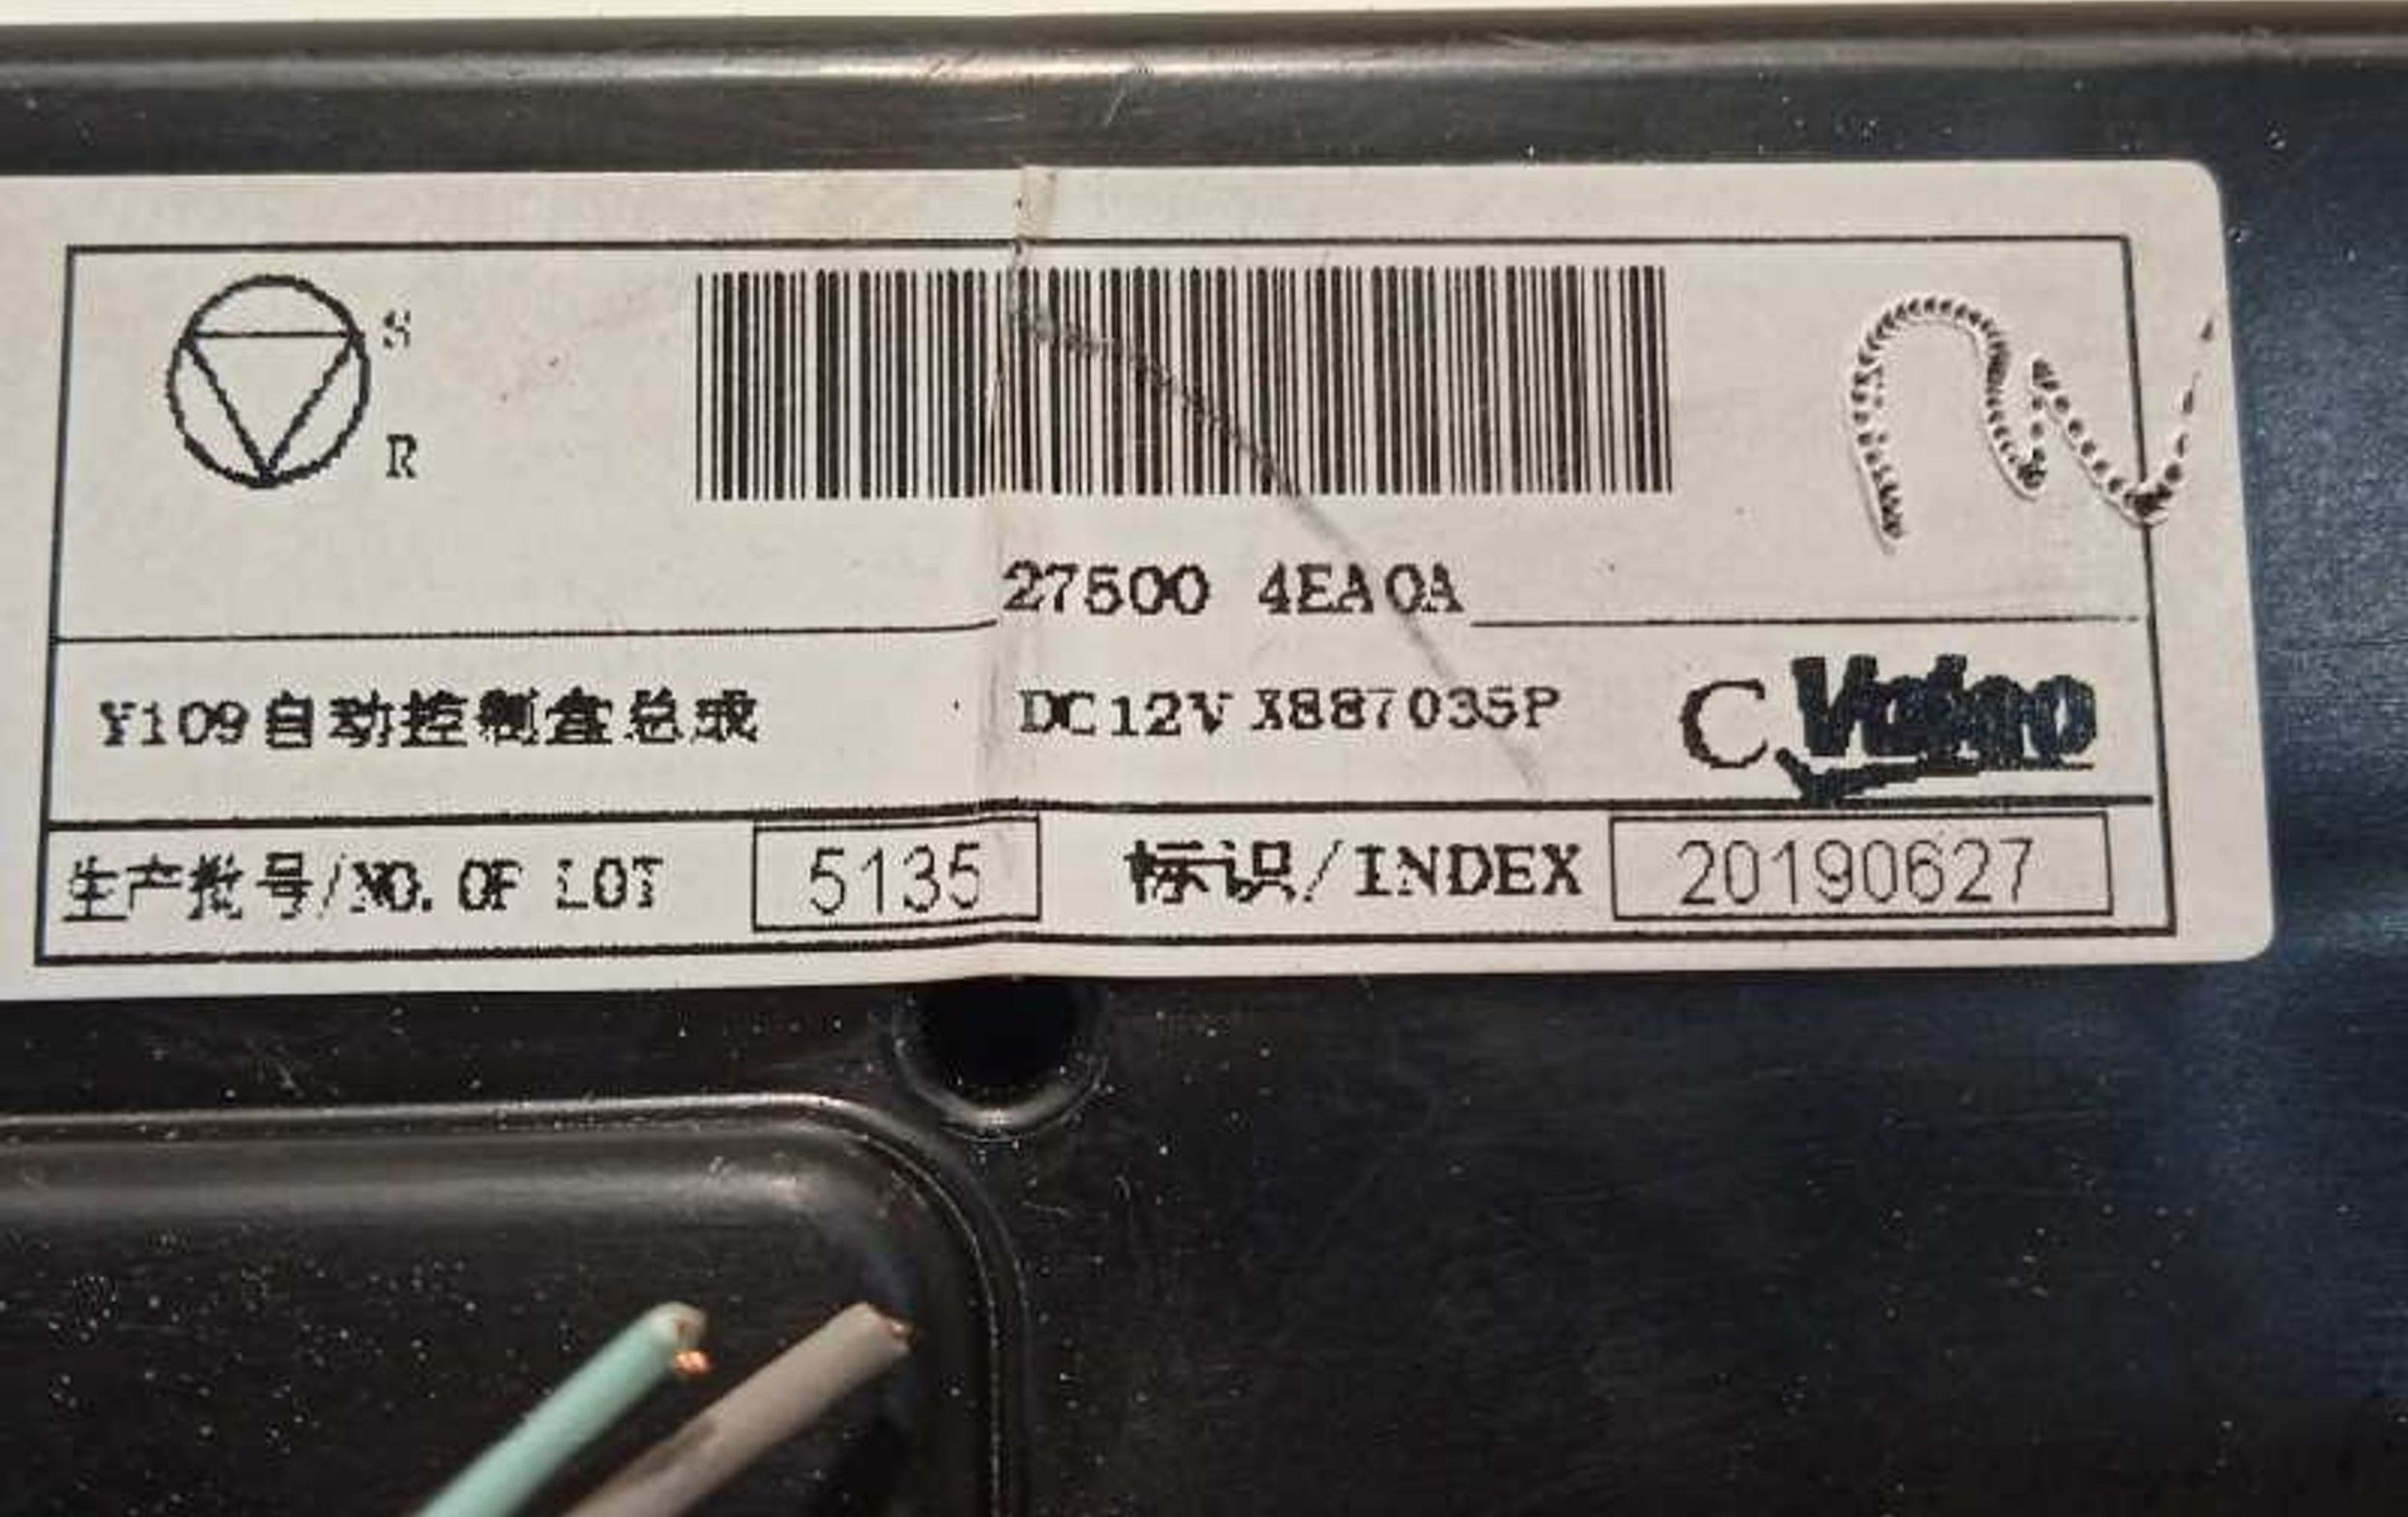 S
R
27500 4EA0A
Y109自动控制盒总成 DC12V X887035P C Valeo
生产批号/NO. OF LOT 5135 标识/INDEX 20190627